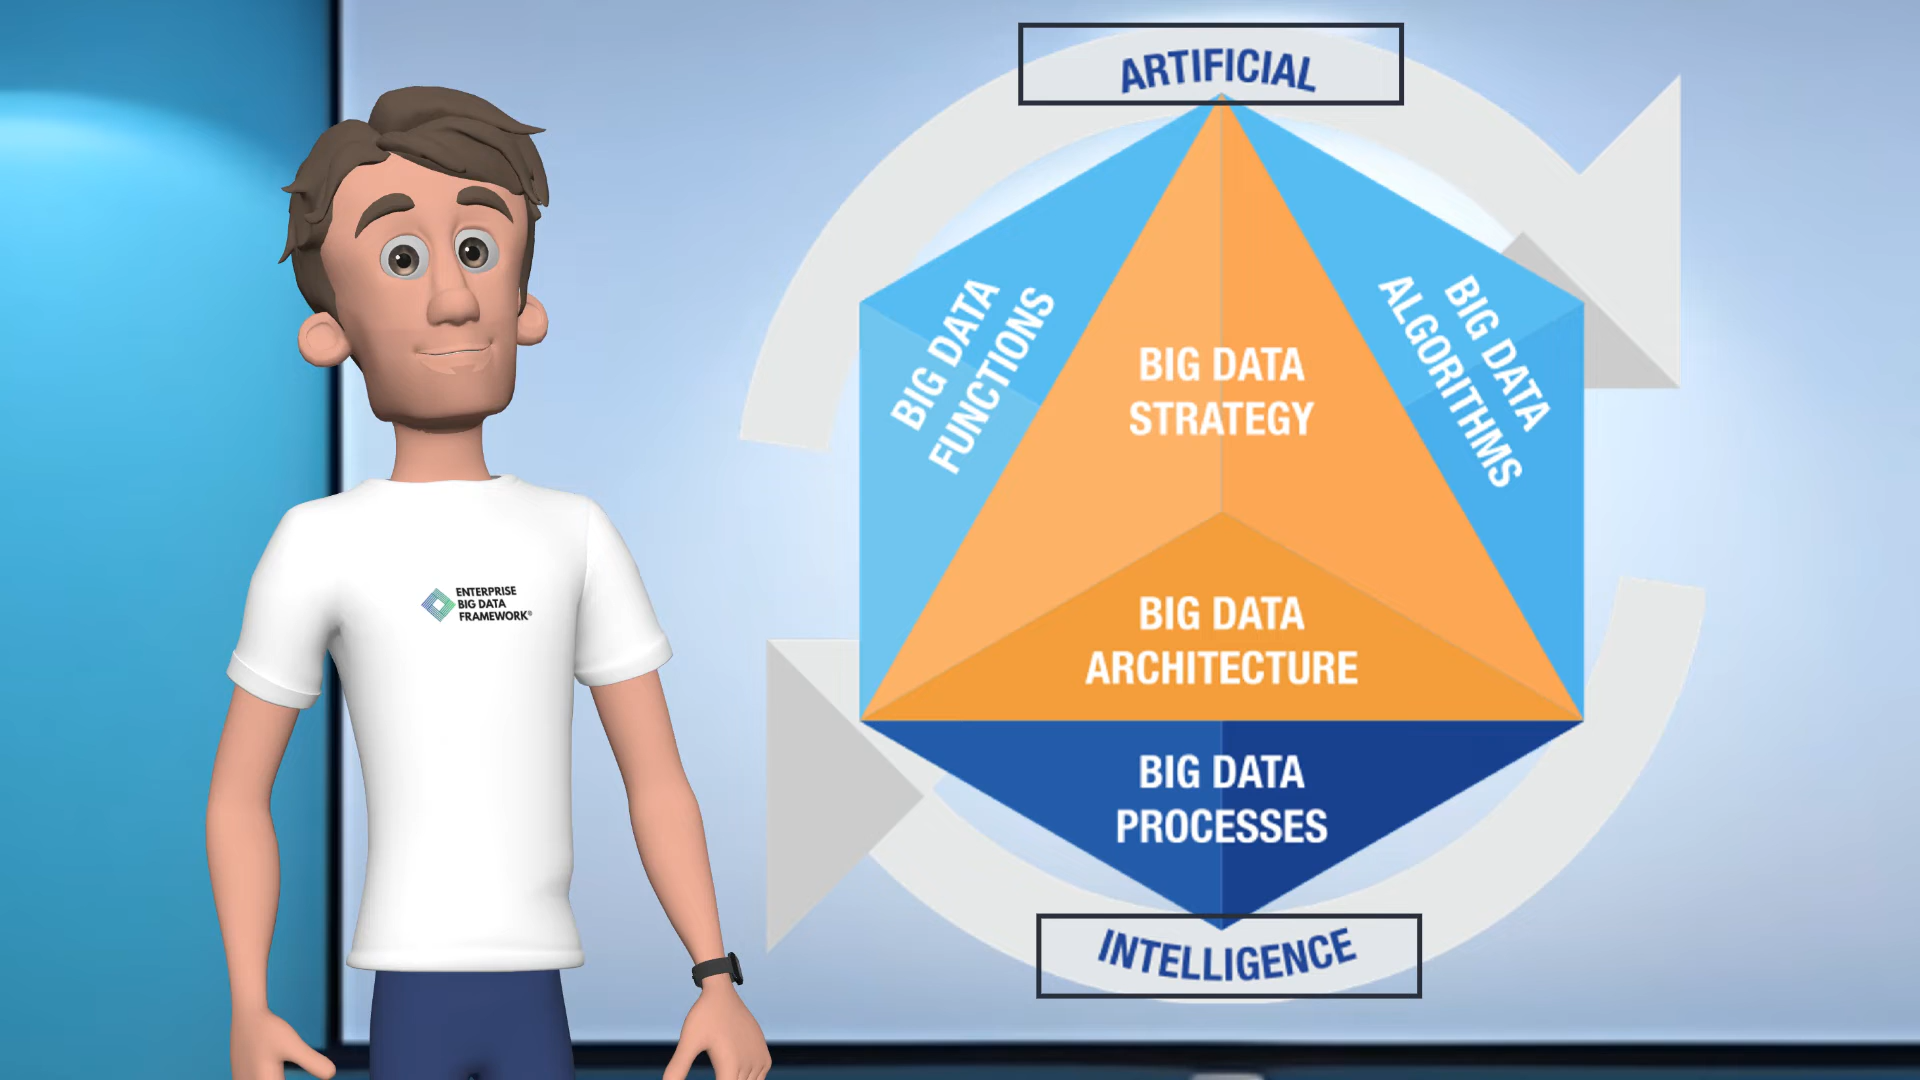 ARTIFICIAL
BIG DATA
FUNCTIONS
BIG DATA
STRATEGY
BIG DATA
ALGORITHMS
BIG DATA
ARCHITECTURE
BIG DATA
PROCESSES
INTELLIGENCE
ENTERPRISE
BIG DATA
FRAMEWORK®